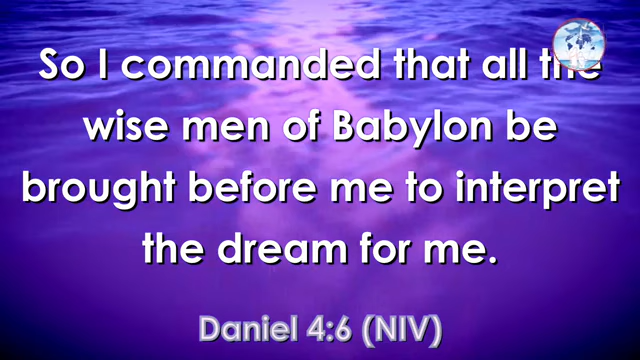 So I commanded that all the
wise men of Babylon be
brought before me to interpret
the dream for me.
Daniel 4:6 (NIV)